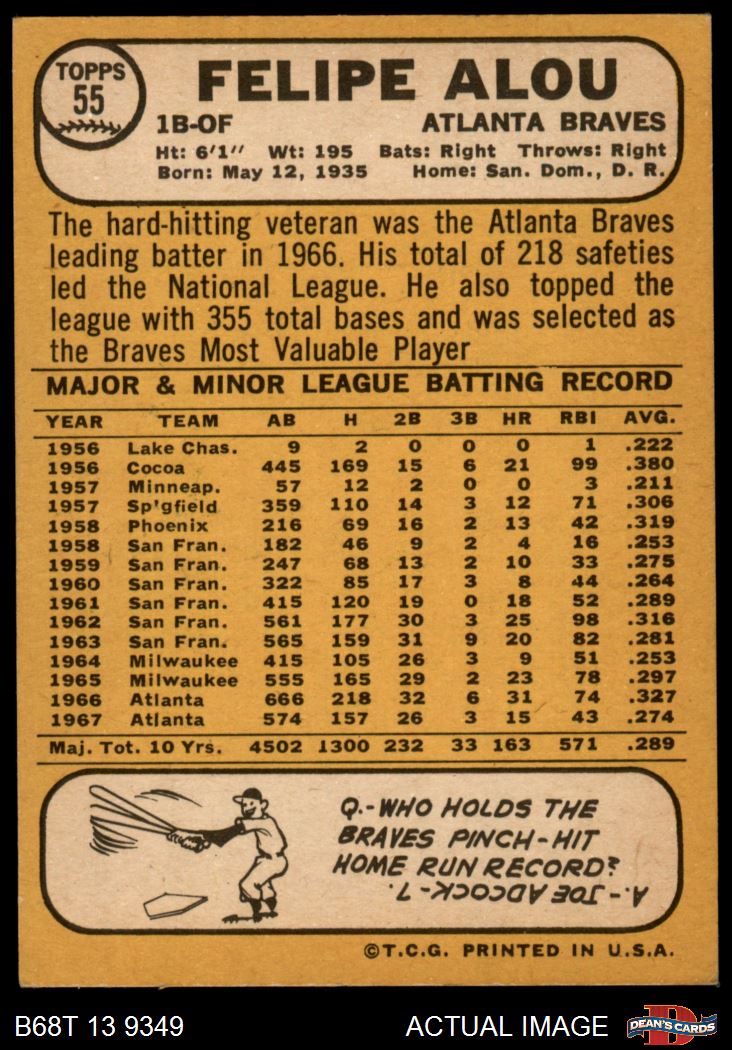 TOPPS
55
FELIPE ALOU
1B-OF ATLANTA BRAVES
Ht: 6'1" Wt: 195 Bats: Right Throws: Right
Born: May 12, 1935 Home: San. Dom., D. R.
The hard-hitting veteran was the Atlanta Braves
leading batter in 1966. His total of 218 safeties
led the National League. He also topped the
league with 355 total bases and was selected as
the Braves Most Valuable Player
MAJOR & MINOR LEAGUE BATTING RECORD
YEAR TEAM AB H 2B 3B HR RBI AVG.
1956 Lake Chas. 9 2 0 0 0 1 .222
1956 Cocoa 445 169 15 6 21 99 .380
1957 Minneap. 57 12 2 0 0 3 .211
1957 Sp'gfield 359 110 14 3 12 71 .306
1958 Phoenix 216 69 16 2 13 42 .319
1958 San Fran. 182 46 9 2 4 16 .253
1959 San Fran. 247 68 13 2 10 33 .275
1960 San Fran. 322 85 17 3 8 44 .264
1961 San Fran. 415 120 19 0 18 52 .289
1962 San Fran. 561 177 30 3 25 98 .316
1963 San Fran. 565 159 31 9 20 82 .281
1964 Milwaukee 415 105 26 3 9 51 .253
1965 Milwaukee 555 165 29 2 23 78 .297
1966 Atlanta 666 218 32 6 31 74 .327
1967 Atlanta 574 157 26 3 15 43 .274
Maj. Tot. 10 Yrs. 4502 1300 232 33 163 571 .289
Q.-WHO HOLDS THE
BRAVES PINCH-HIT
HOME RUN RECORD?
A.-JOE ADCOCK-7.
©T.C.G. PRINTED IN U.S.A.
B68T 13 9349 ACTUAL IMAGE
D
DEAN'S CARDS